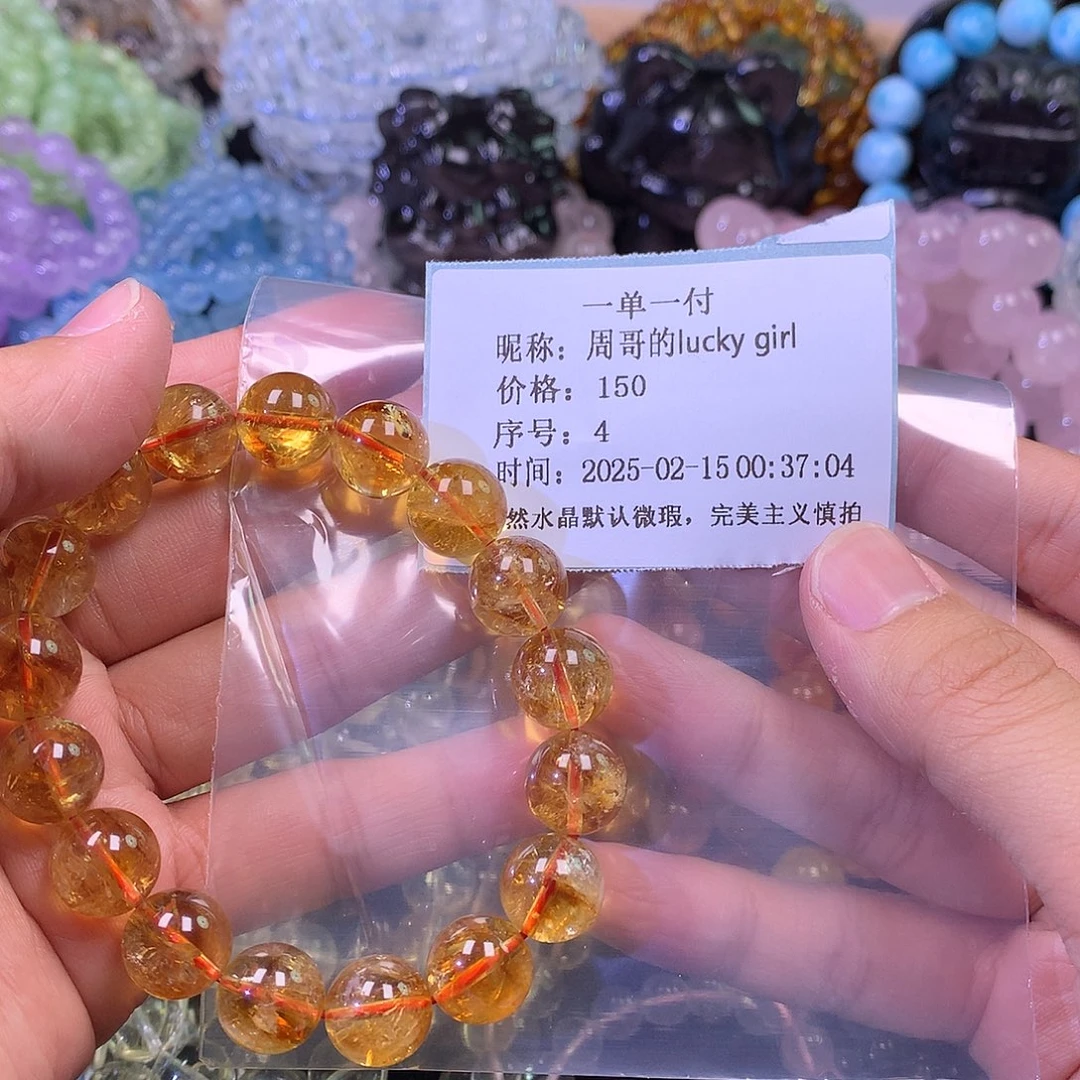 一单一付
昵称：周哥的lucky girl
价格：150
序号：4
时间：2025-02-15 00:37:04
然水晶默认微瑕，完美主义慎拍